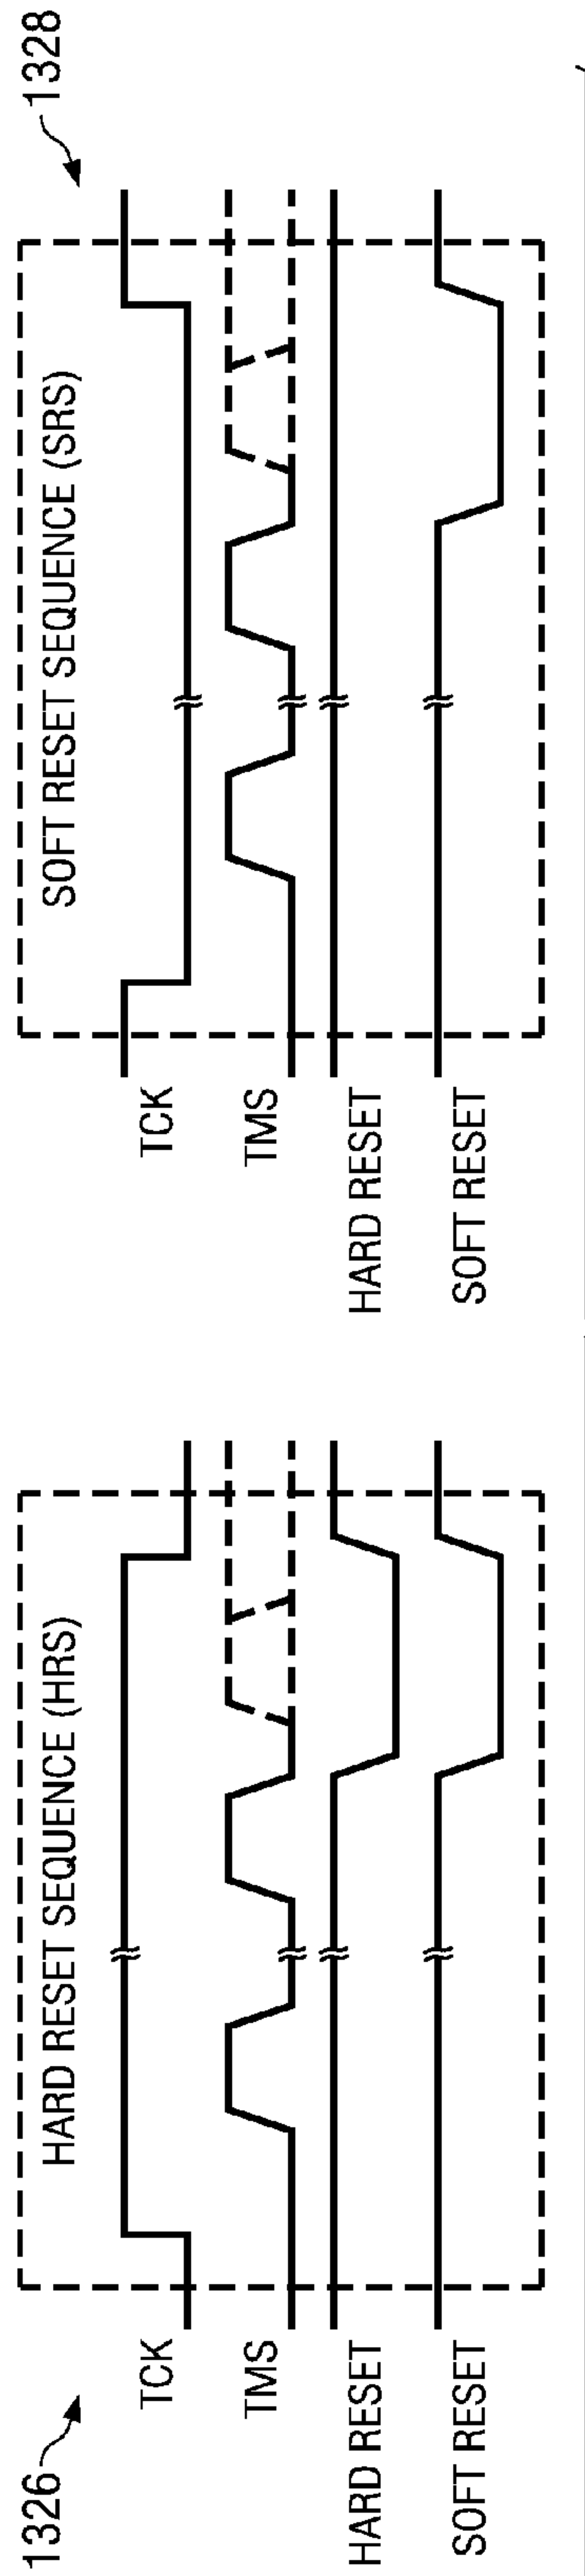 1326
HARD RESET SEQUENCE (HRS)
TCK
TMS
HARD RESET
SOFT RESET
1328
SOFT RESET SEQUENCE (SRS)
TCK
TMS
HARD RESET
SOFT RESET